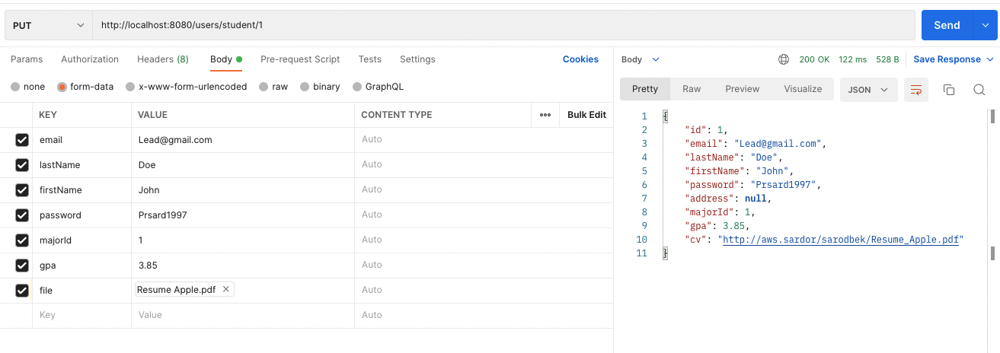 PUT http://localhost:8080/users/student/1 Send
Params Authorization Headers (8) Body Pre-request Script Tests Settings Cookies
none form-data x-www-form-urlencoded raw binary GraphQL
KEY VALUE CONTENT TYPE ••• Bulk Edit
email Lead@gmail.com Auto
lastName Doe Auto
firstName John Auto
password Prsard1997 Auto
majorId 1 Auto
gpa 3.85 Auto
file Resume Apple.pdf Auto
Key Value Auto
Body 200 OK 122 ms 528 B Save Response
Pretty Raw Preview Visualize JSON
1 {
2 "id": 1,
3 "email": "Lead@gmail.com",
4 "lastName": "Doe",
5 "firstName": "John",
6 "password": "Prsard1997",
7 "address": null,
8 "majorId": 1,
9 "gpa": 3.85,
10 "cv": "http://aws.sardor/sarodbek/Resume_Apple.pdf"
11 }